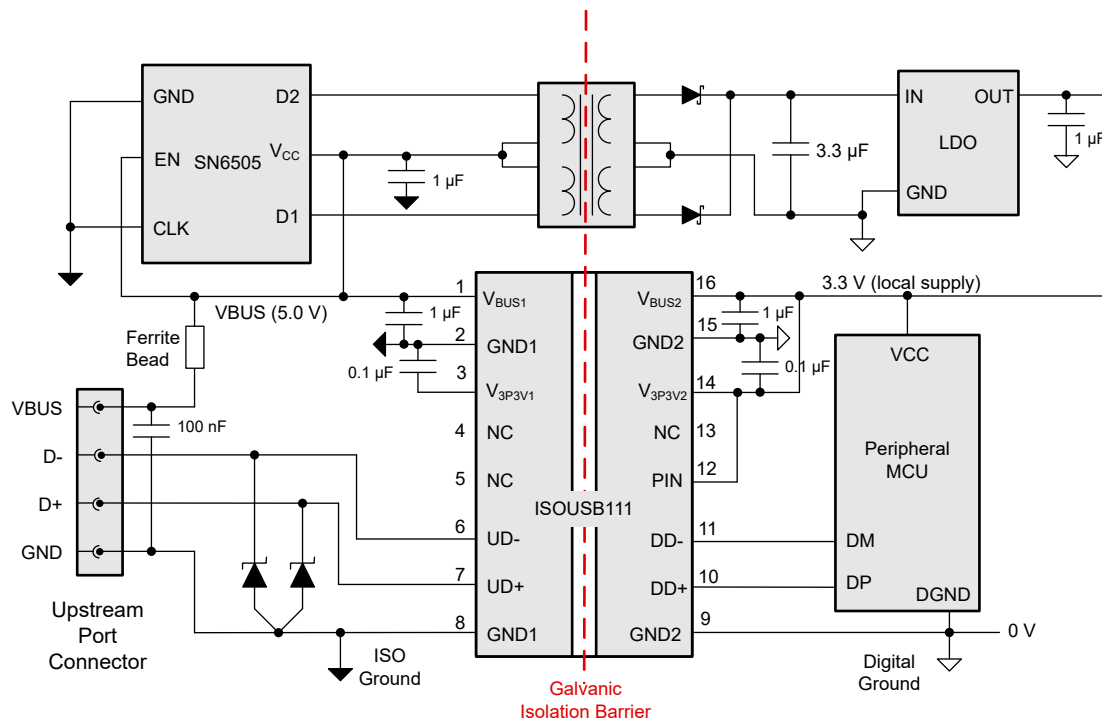 GND
D2
EN
SN6505
VCC
CLK
D1
1 µF
3.3 µF
IN
OUT
LDO
GND
1 µF
VBUS (5.0 V)
Ferrite
Bead
VBUS
100 nF
D-
D+
GND
Upstream
Port
Connector
ISO
Ground
1 µF
0.1 µF
1
VBUS1
2
GND1
3
V3P3V1
4
NC
5
NC
6
UD-
7
UD+
8
GND1
ISOUSB111
VBUS2
16
GND2
15
V3P3V2
14
NC
13
PIN
12
DD-
11
DD+
10
GND2
9
1 µF
0.1 µF
3.3 V (local supply)
VCC
Peripheral
MCU
DM
DP
DGND
0 V
Digital
Ground
Galvanic
Isolation Barrier